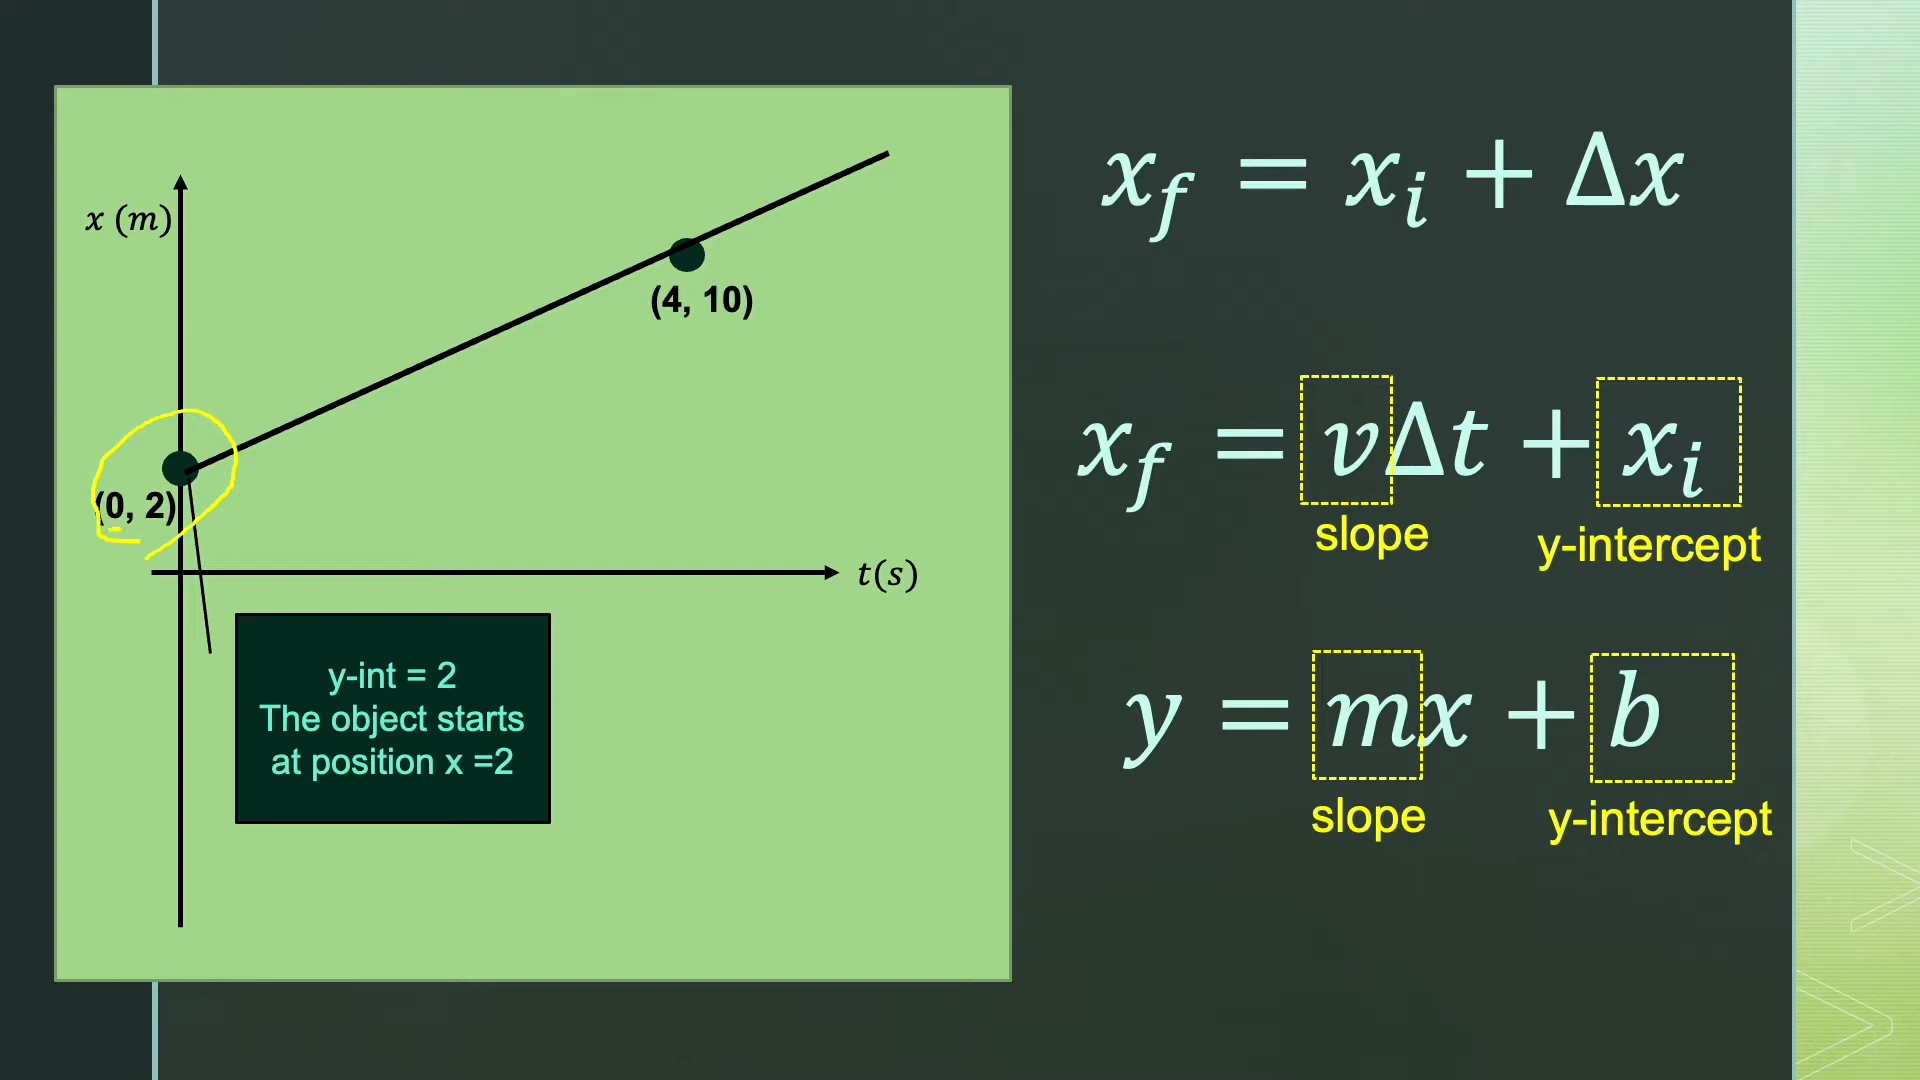 x (m)
(4, 10)
(0, 2)
t(s)
y-int = 2
The object starts
at position x =2
x_f = x_i + Δx
x_f = vΔt + x_i
slope
y-intercept
y = mx + b
slope
y-intercept